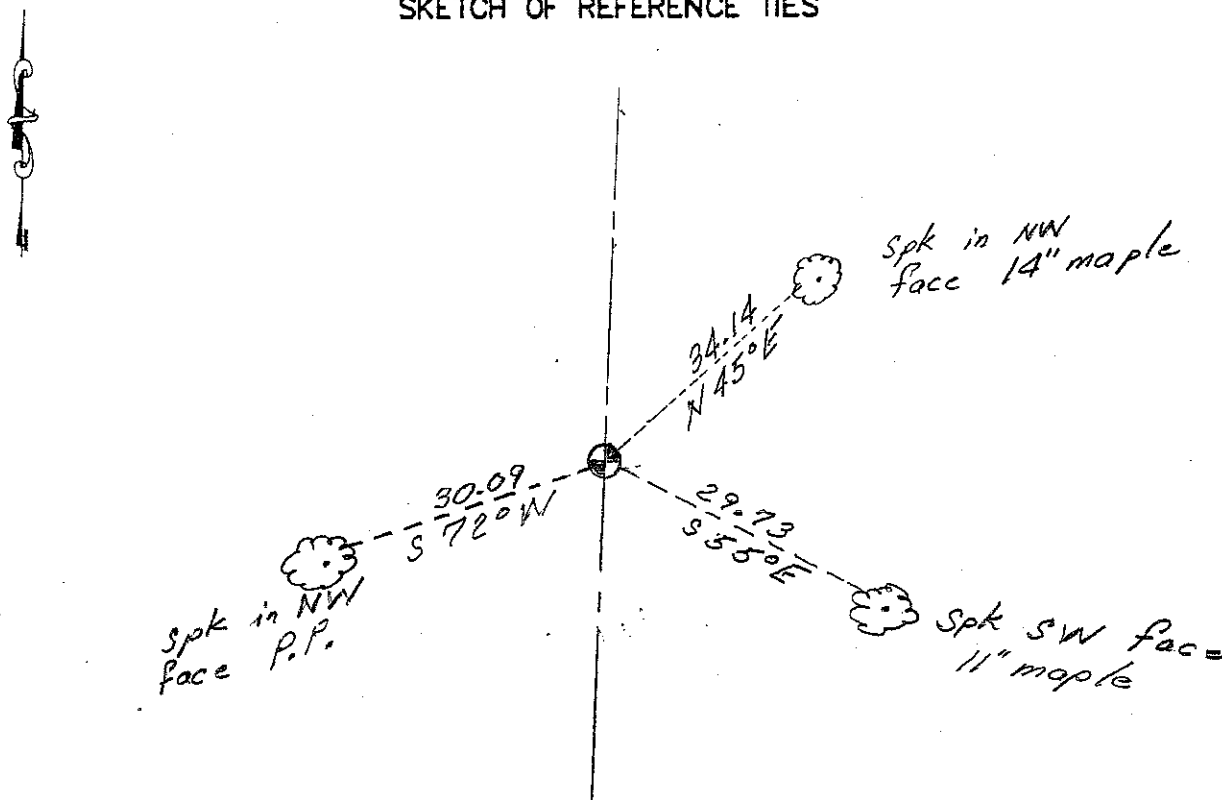 SKETCH OF REFERENCE TIES
spk in NW
face 14" maple
34.14
N 45° E
30.09
S 72° W
29.73
S 55° E
spk in NW
face P.P.
Spk SW face
11" maple